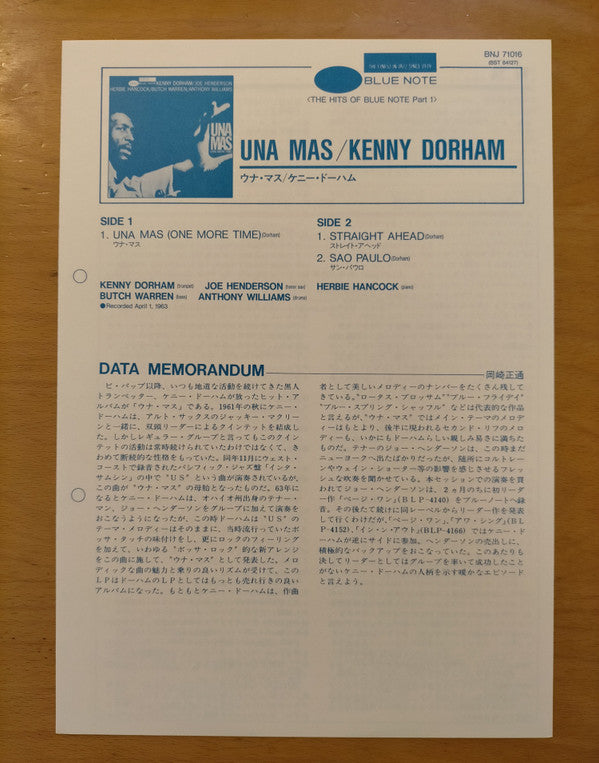 BNJ 71016
(BST 84127)
THE FINEST IN JAZZ SINCE 1939
BLUE NOTE
〈THE HITS OF BLUE NOTE Part 1〉
KENNY DORHAM/JOE HENDERSON
HERBIE HANCOCK/BUTCH WARREN/ANTHONY WILLIAMS
UNA
MAS
UNA MAS/KENNY DORHAM
ウナ・マス/ケニー・ドーハム
SIDE 1
1. UNA MAS (ONE MORE TIME)(Dorham)
ウナ・マス
SIDE 2
1. STRAIGHT AHEAD(Dorham)
ストレイト・アヘッド
2. SAO PAULO(Dorham)
サン・パウロ
KENNY DORHAM (trumpet) JOE HENDERSON (tenor sax) HERBIE HANCOCK (piano)
BUTCH WARREN (bass) ANTHONY WILLIAMS (drums)
●Recorded April 1, 1963
DATA MEMORANDUM
岡崎正通
ビ・バップ以降、いつも地道な活動を続けてきた黒人
トランペッター、ケニー・ドーハムが放ったヒット・ア
ルバムが「ウナ・マス」である。1961年の秋にケニー・
ドーハムは、アルト・サックスのジャッキー・マクリー
ンと一緒に、双頭リーダーによるクインテットを結成し
た。しかしレギュラー・グループと言ってもこのクイン
テットの活動は常時続けられていたわけではなくて、き
わめて断続的な性格をもっていた。同年11月にウェスト・
コーストで録音されたパシフィック・ジャズ盤「インタ・
サムシン」の中で“US”という曲が演奏されているが、
この曲が“ウナ・マス”の母胎となったものだ。63年に
なるとケニー・ドーハムは、オハイオ州出身のテナー・
マン、ジョー・ヘンダーソンをグループに加えて演奏を
おこなうようになったが、この時ドーハムは“US”の
テーマ・メロディーはそのままに、当時流行していたボ
ッサ・タッチの味付けをし、更にロックのフィーリング
を加えて、いわゆる“ボッサ・ロック”的な新アレンジ
をこの曲に施して、“ウナ・マス”として発表した。メロ
ディックな曲の魅力と乗りの良いリズムが受けて、この
LPはドーハムのLPとしてはもっとも売れ行きの良い
アルバムになった。もともとケニー・ドーハムは、作曲
者として美しいメロディーのナンバーをたくさん残して
きている。“ロータス・ブロッサム”“ブルー・フライデイ”
“ブルー・スプリング・シャッフル”などは代表的な作品
と言えるが、“ウナ・マス”ではメイン・テーマのメロデ
ィーはもとより、後半に現われるセカンド・リフのメロ
ディーも、いかにもドーハムらしい親しみ易さに満ちた
ものだ。テナーのジョー・ヘンダーソンは、この時まだ
ニューヨークへ出たばかりだったが、随所にコルトレー
ンやウェイン・ショーター等の影響を感じさせるフレッ
シュな吹奏を聞かせている。本セッションでの演奏を買
われてジョー・ヘンダーソンは、2ヵ月のちに初リーダ
ー作「ページ・ワン」(BLP-4140)をブルーノートへ録
音。その後たて続けに同レーベルからリーダー作を発表
して行くわけだが、「ページ・ワン」、「アワ・シング」(BL
P-4152)、「イン・ン・アウト」(BLP-4166)ではケニー・ド
ーハムが逆にサイドに参加。ヘンダーソンの売出しに、
積極的なバックアップをおこなっていた。このあたりも
決してリーダーとしてはグループを率いて成功したこと
がないケニー・ドーハムの人柄を示す暖かなエピソード
と言えよう。